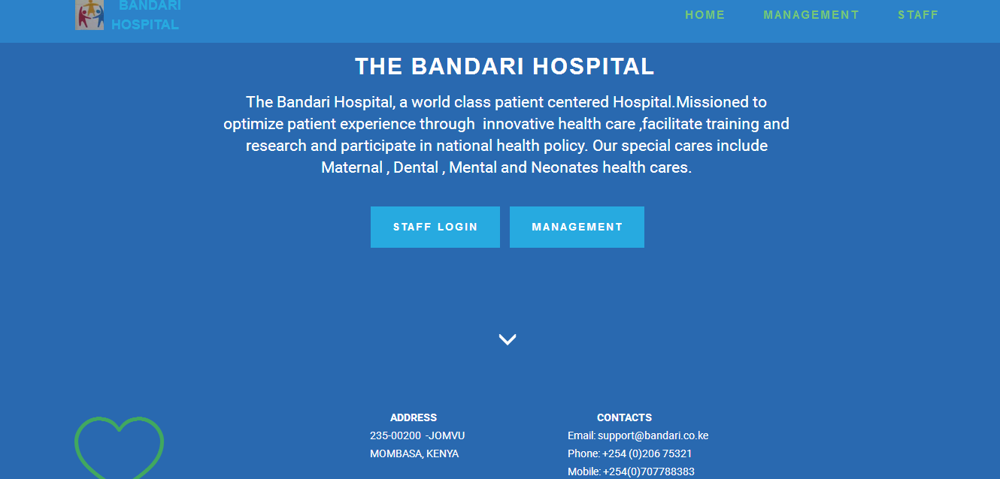 BANDARI
HOSPITAL
HOME MANAGEMENT STAFF
THE BANDARI HOSPITAL
The Bandari Hospital, a world class patient centered Hospital.Missioned to
optimize patient experience through  innovative health care ,facilitate training and
research and participate in national health policy. Our special cares include
Maternal , Dental , Mental and Neonates health cares.
STAFF LOGIN MANAGEMENT
ADDRESS
235-00200  -JOMVU
MOMBASA, KENYA
CONTACTS
Email: support@bandari.co.ke
Phone: +254 (0)206 75321
Mobile: +254(0)707788383